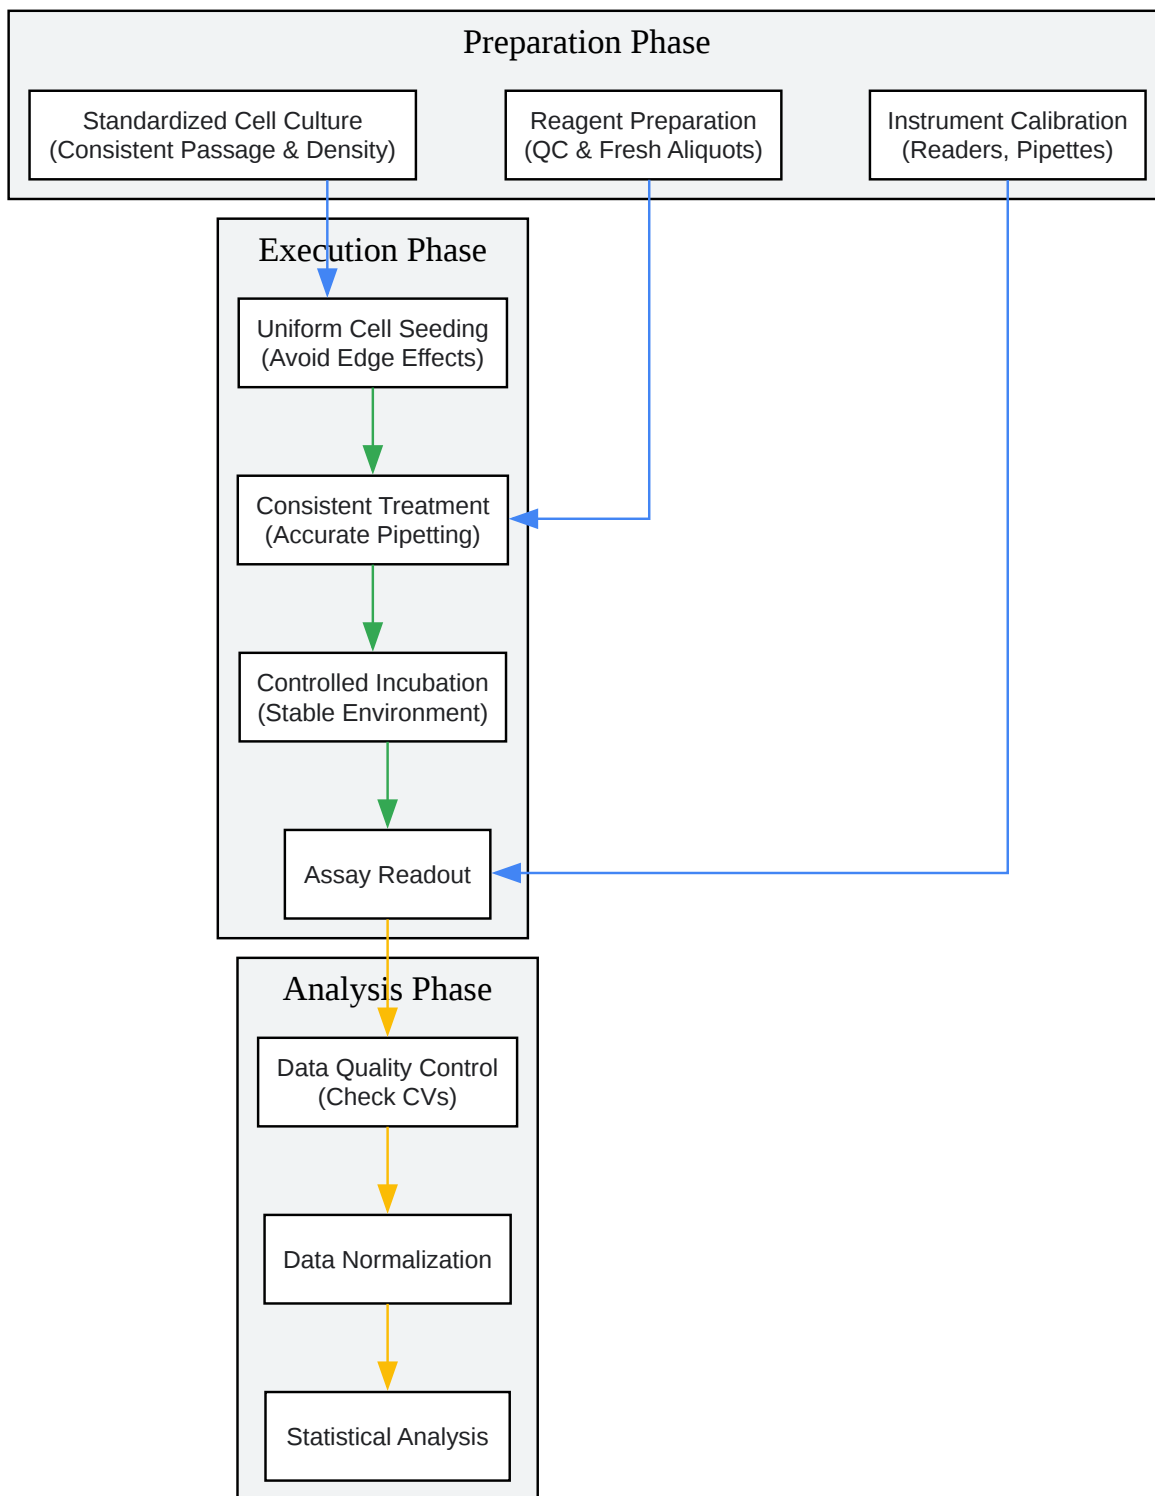 Preparation Phase
Standardized Cell Culture
(Consistent Passage & Density)
Reagent Preparation
(QC & Fresh Aliquots)
Instrument Calibration
(Readers, Pipettes)
Execution Phase
Uniform Cell Seeding
(Avoid Edge Effects)
Consistent Treatment
(Accurate Pipetting)
Controlled Incubation
(Stable Environment)
Assay Readout
Analysis Phase
Data Quality Control
(Check CVs)
Data Normalization
Statistical Analysis